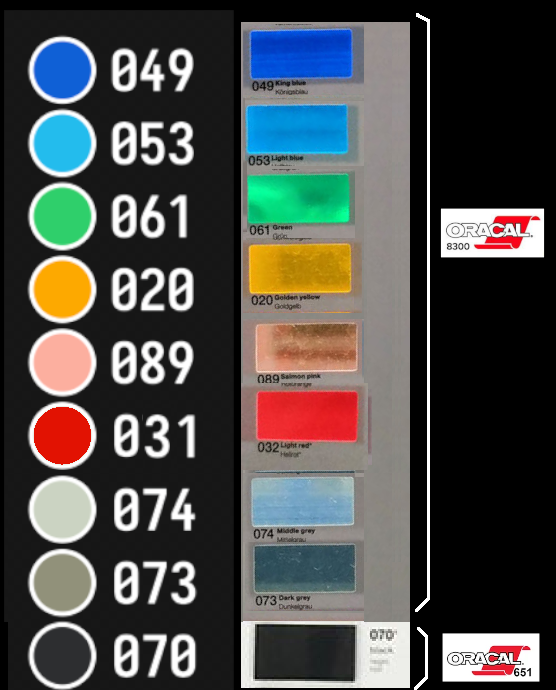 049
053
061
020
089
031
074
073
070
049 King blue
Königsblau
053 Light blue
061 Green
Grün
020 Golden yellow
Goldgelb
089 Salmon pink
032 Light red*
Hellrot*
074 Middle grey
Mittelgrau
073 Dark grey
Dunkelgrau
070
black
ORACAL
8300
ORACAL
651